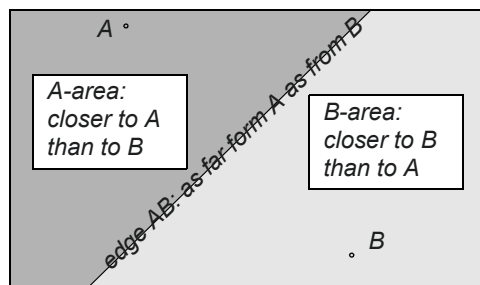 A
A-area:
closer to A
than to B
edge AB: as far form A as from B
B-area:
closer to B
than to A
B